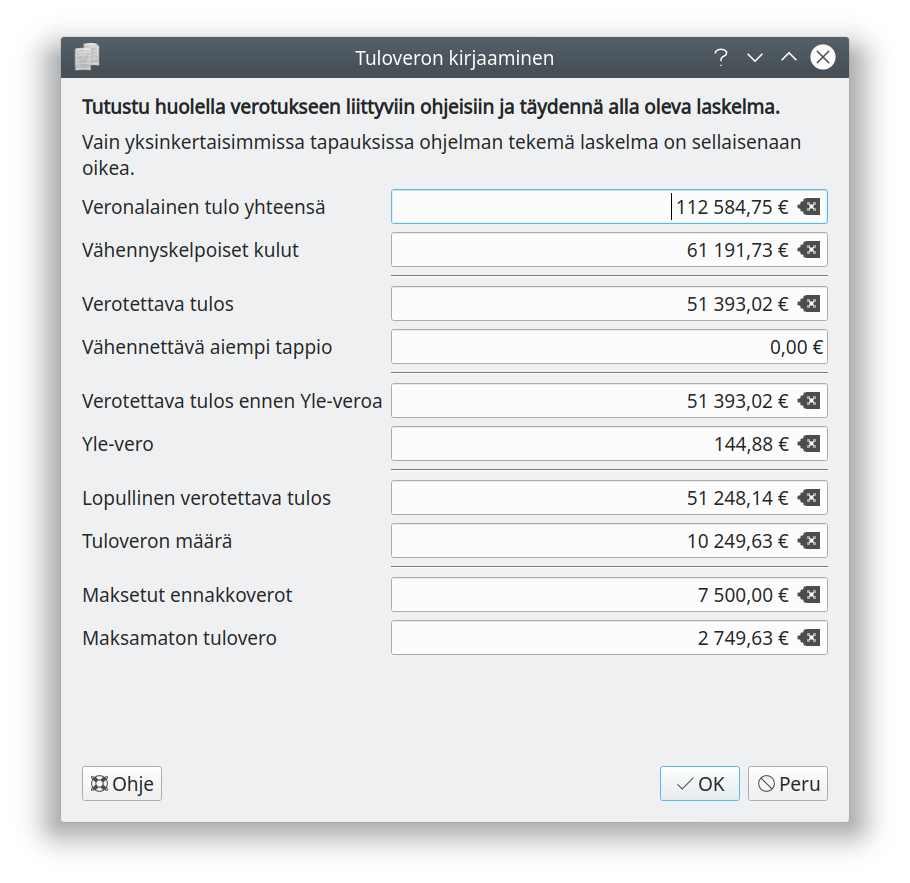 Tuloveron kirjaaminen
Tutustu huolella verotukseen liittyviin ohjeisiin ja täydennä alla oleva laskelma.
Vain yksinkertaisimmissa tapauksissa ohjelman tekemä laskelma on sellaisenaan
oikea.
Veronalainen tulo yhteensä 112 584,75 €
Vähennyskelpoiset kulut 61 191,73 €
Verotettava tulos 51 393,02 €
Vähennettävä aiempi tappio 0,00 €
Verotettava tulos ennen Yle-veroa 51 393,02 €
Yle-vero 144,88 €
Lopullinen verotettava tulos 51 248,14 €
Tuloveron määrä 10 249,63 €
Maksetut ennakkoverot 7 500,00 €
Maksamaton tulovero 2 749,63 €
Ohje OK Peru